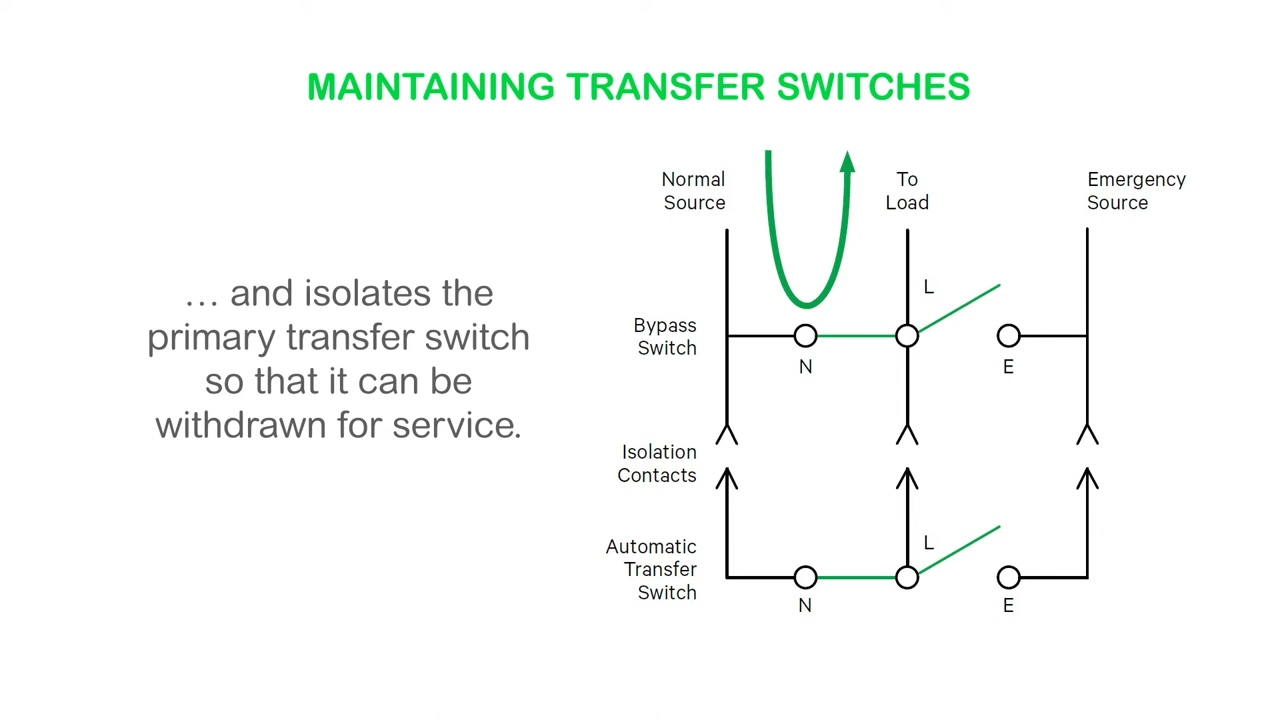 MAINTAINING TRANSFER SWITCHES
… and isolates the
primary transfer switch
so that it can be
withdrawn for service.
Normal
Source
To
Load
Emergency
Source
L
Bypass
Switch
N
E
Isolation
Contacts
Automatic
Transfer
Switch
L
N
E